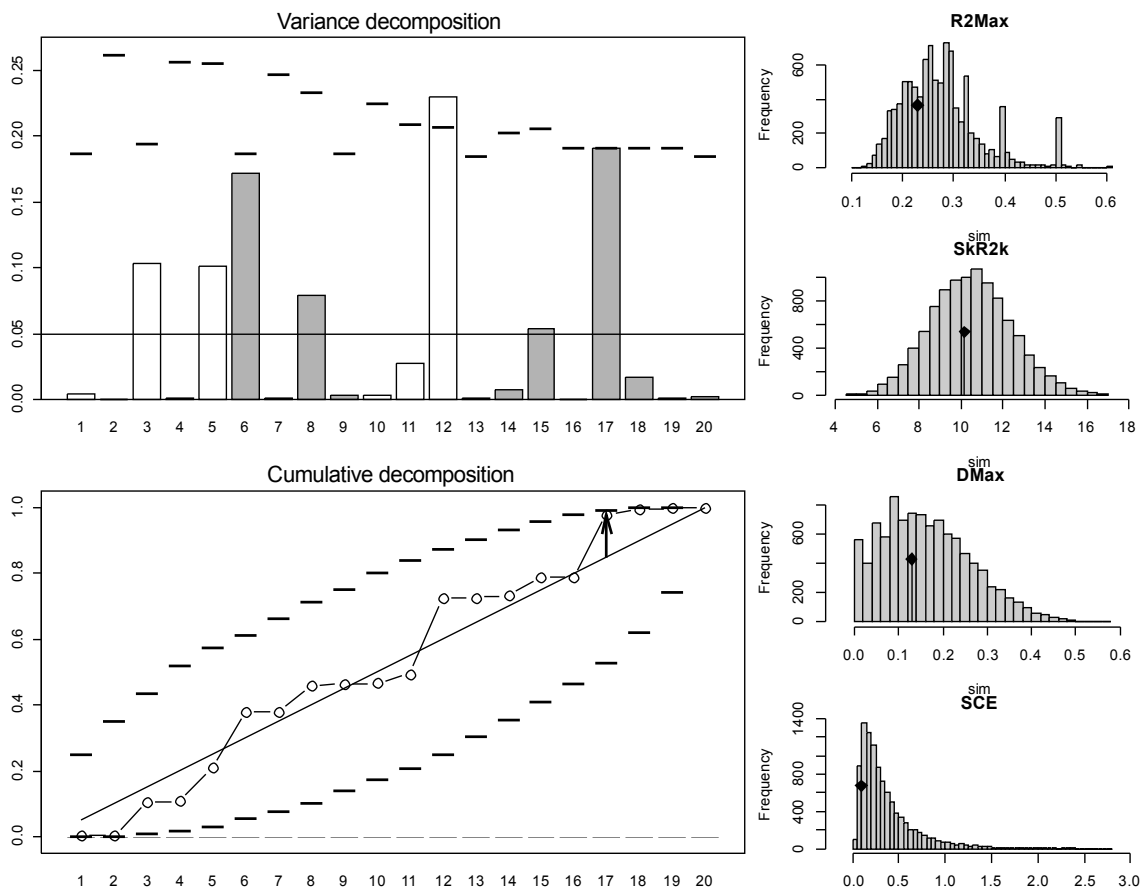 Variance decomposition
0.25
0.20
0.15
0.10
0.05
0.00
1 2 3 4 5 6 7 8 9 10 11 12 13 14 15 16 17 18 19 20
Cumulative decomposition
1.0
0.8
0.6
0.4
0.2
0.0
1 2 3 4 5 6 7 8 9 10 11 12 13 14 15 16 17 18 19 20
R2Max
Frequency
600
200
0
0.1 0.2 0.3 0.4 0.5 0.6
sim
SkR2k
Frequency
800
400
0
4 6 8 10 12 14 16 18
sim
DMax
Frequency
600
200
0
0.0 0.1 0.2 0.3 0.4 0.5 0.6
sim
SCE
Frequency
1400
800
400
0
0.0 0.5 1.0 1.5 2.0 2.5 3.0